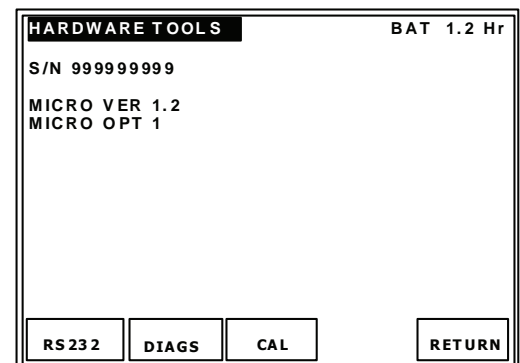 HARDWARE TOOLS BAT 1.2 Hr
S/N 999999999
MICRO VER 1.2
MICRO OPT 1
RS232 DIAGS CAL RETURN